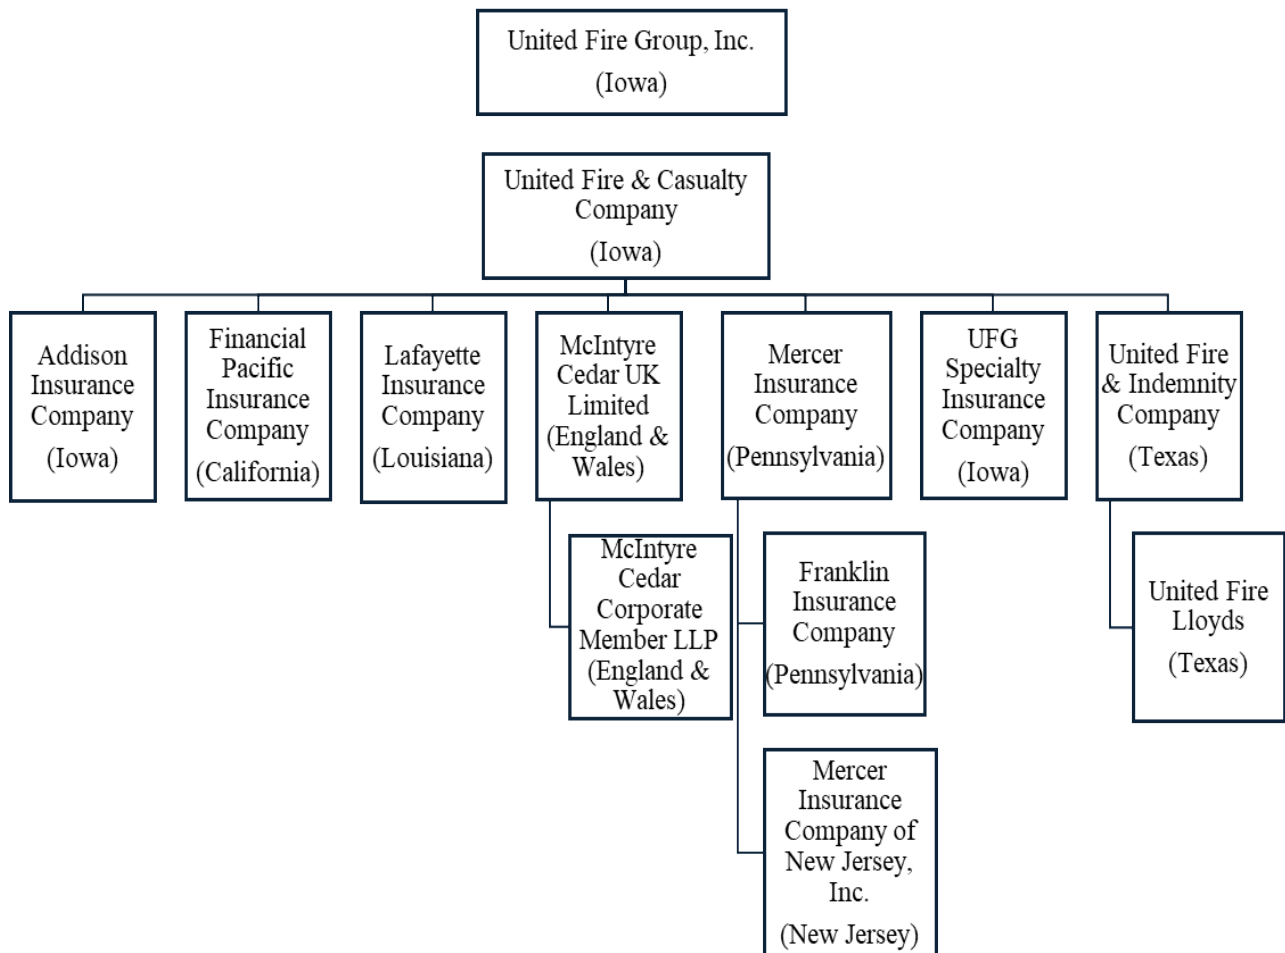 United Fire Group, Inc.
(Iowa)
United Fire & Casualty
Company
(Iowa)
Addison
Insurance
Company
(Iowa)
Financial
Pacific
Insurance
Company
(California)
Lafayette
Insurance
Company
(Louisiana)
McIntyre
Cedar UK
Limited
(England &
Wales)
Mercer
Insurance
Company
(Pennsylvania)
UFG
Specialty
Insurance
Company
(Iowa)
United Fire
& Indemnity
Company
(Texas)
McIntyre
Cedar
Corporate
Member LLP
(England &
Wales)
Franklin
Insurance
Company
(Pennsylvania)
United Fire
Lloyds
(Texas)
Mercer
Insurance
Company of
New Jersey,
Inc.
(New Jersey)